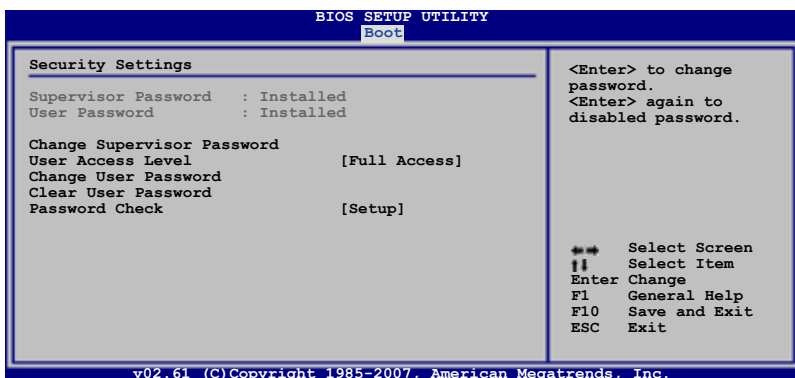 BIOS SETUP UTILITY
Boot
Security Settings
Supervisor Password : Installed
User Password : Installed
Change Supervisor Password
User Access Level [Full Access]
Change User Password
Clear User Password
Password Check [Setup]
<Enter> to change
password.
<Enter> again to
disabled password.
Select Screen
Select Item
Enter Change
F1 General Help
F10 Save and Exit
ESC Exit
v02.61 (C)Copyright 1985-2007, American Megatrends, Inc.